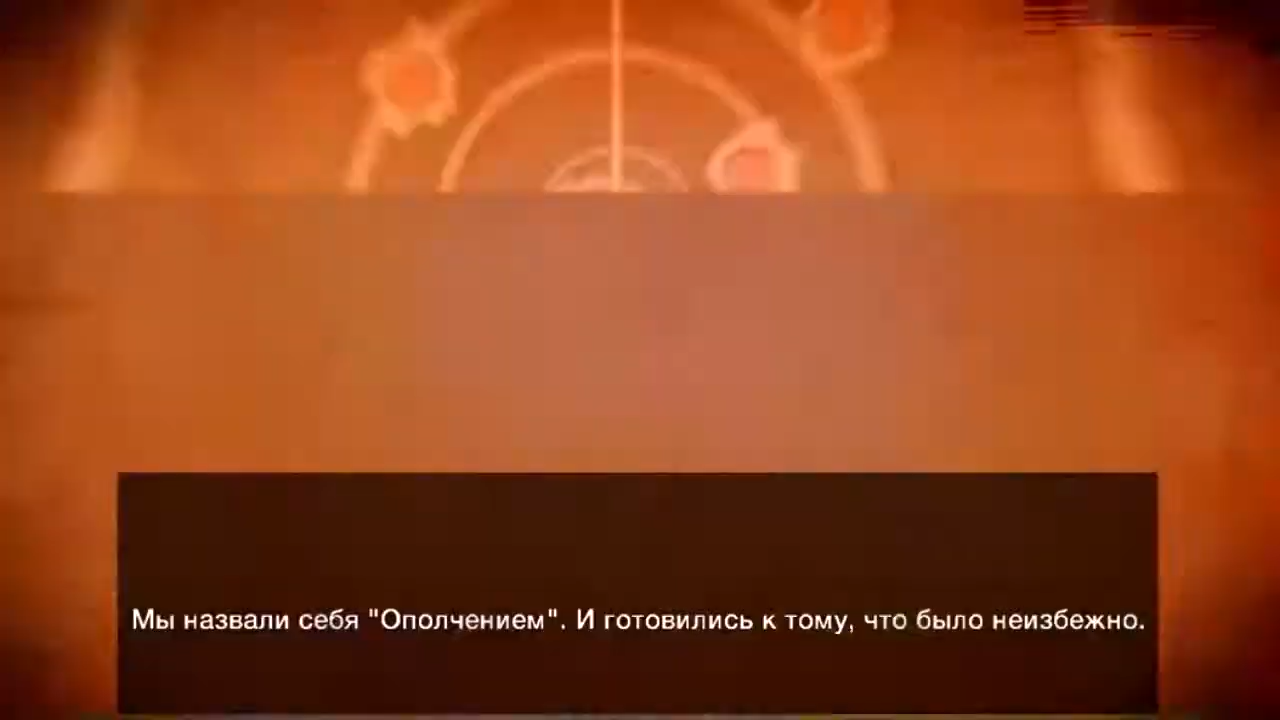 Мы назвали себя "Ополчением". И готовились к тому, что было неизбежно.